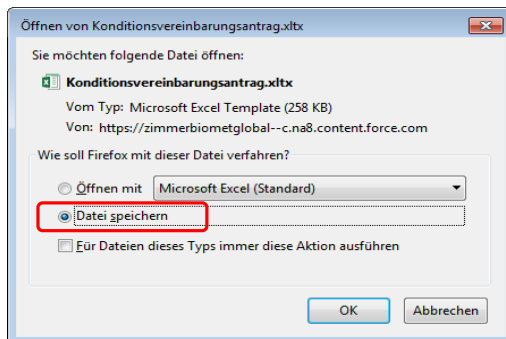 Öffnen von Konditionsvereinbarungsantrag.xltx
Sie möchten folgende Datei öffnen:
Konditionsvereinbarungsantrag.xltx
Vom Typ: Microsoft Excel Template (258 KB)
Von: https://zimmerbiometglobal--c.na8.content.force.com
Wie soll Firefox mit dieser Datei verfahren?
Öffnen mit Microsoft Excel (Standard)
Datei speichern
Für Dateien dieses Typs immer diese Aktion ausführen
OK Abbrechen